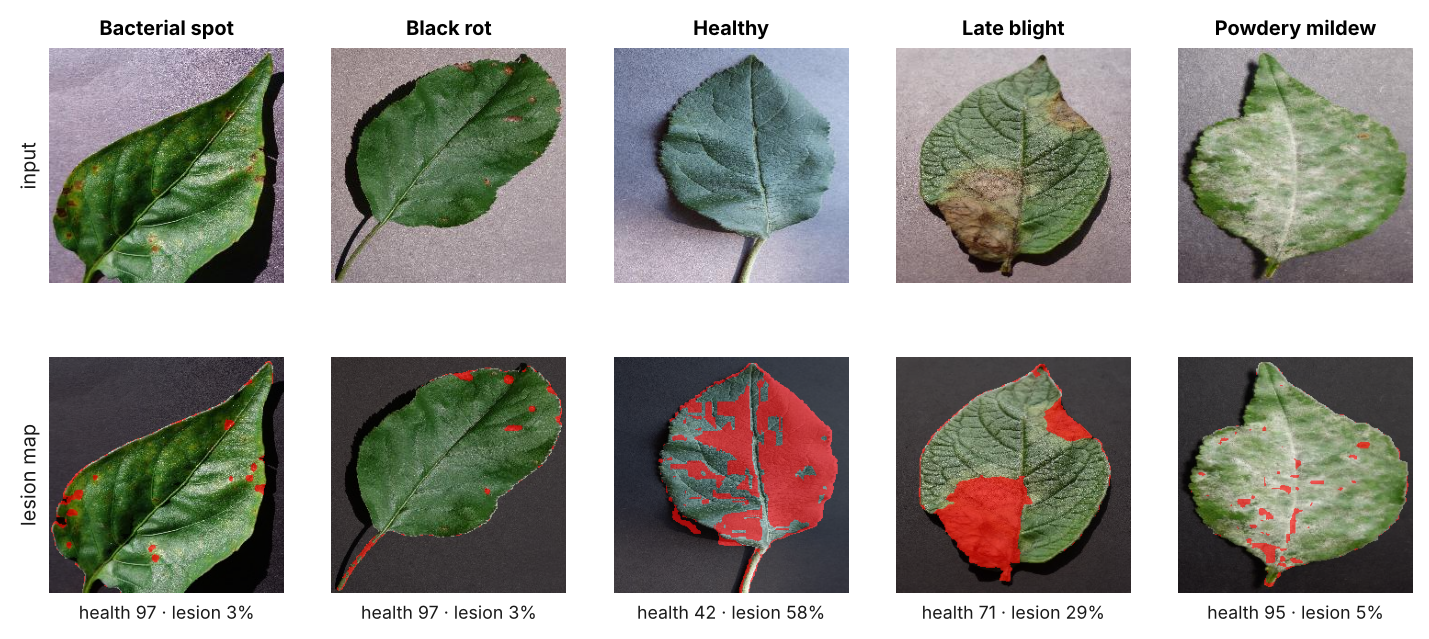 Bacterial spot
Black rot
Healthy
Late blight
Powdery mildew
input
lesion map
health 97 · lesion 3%
health 97 · lesion 3%
health 42 · lesion 58%
health 71 · lesion 29%
health 95 · lesion 5%